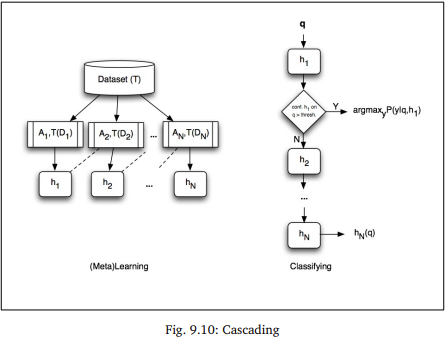 Dataset (T)
A1,T(D1)
A2,T(D2)
...
AN,T(DN)
h1
h2
...
hN
(Meta)Learning
q
h1
conf. h1 on
q > thresh.
Y
argmaxyP(y|q,h1)
N
h2
...
hN
hN(q)
Classifying
Fig. 9.10: Cascading